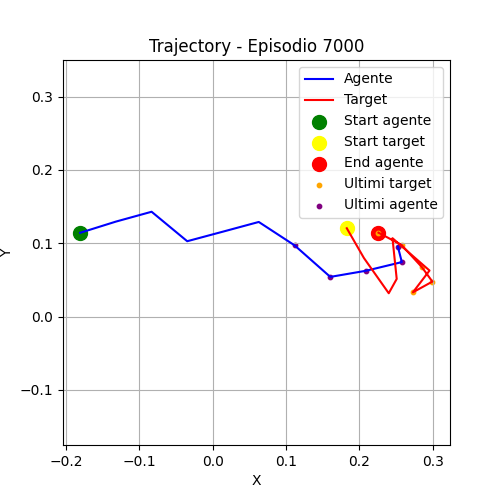 Trajectory - Episodio 7000
Agente
Target
Start agente
Start target
End agente
Ultimi target
Ultimi agente
0.3
0.2
0.1
0.0
−0.1
Y
−0.2
−0.1
0.0
0.1
0.2
0.3
X